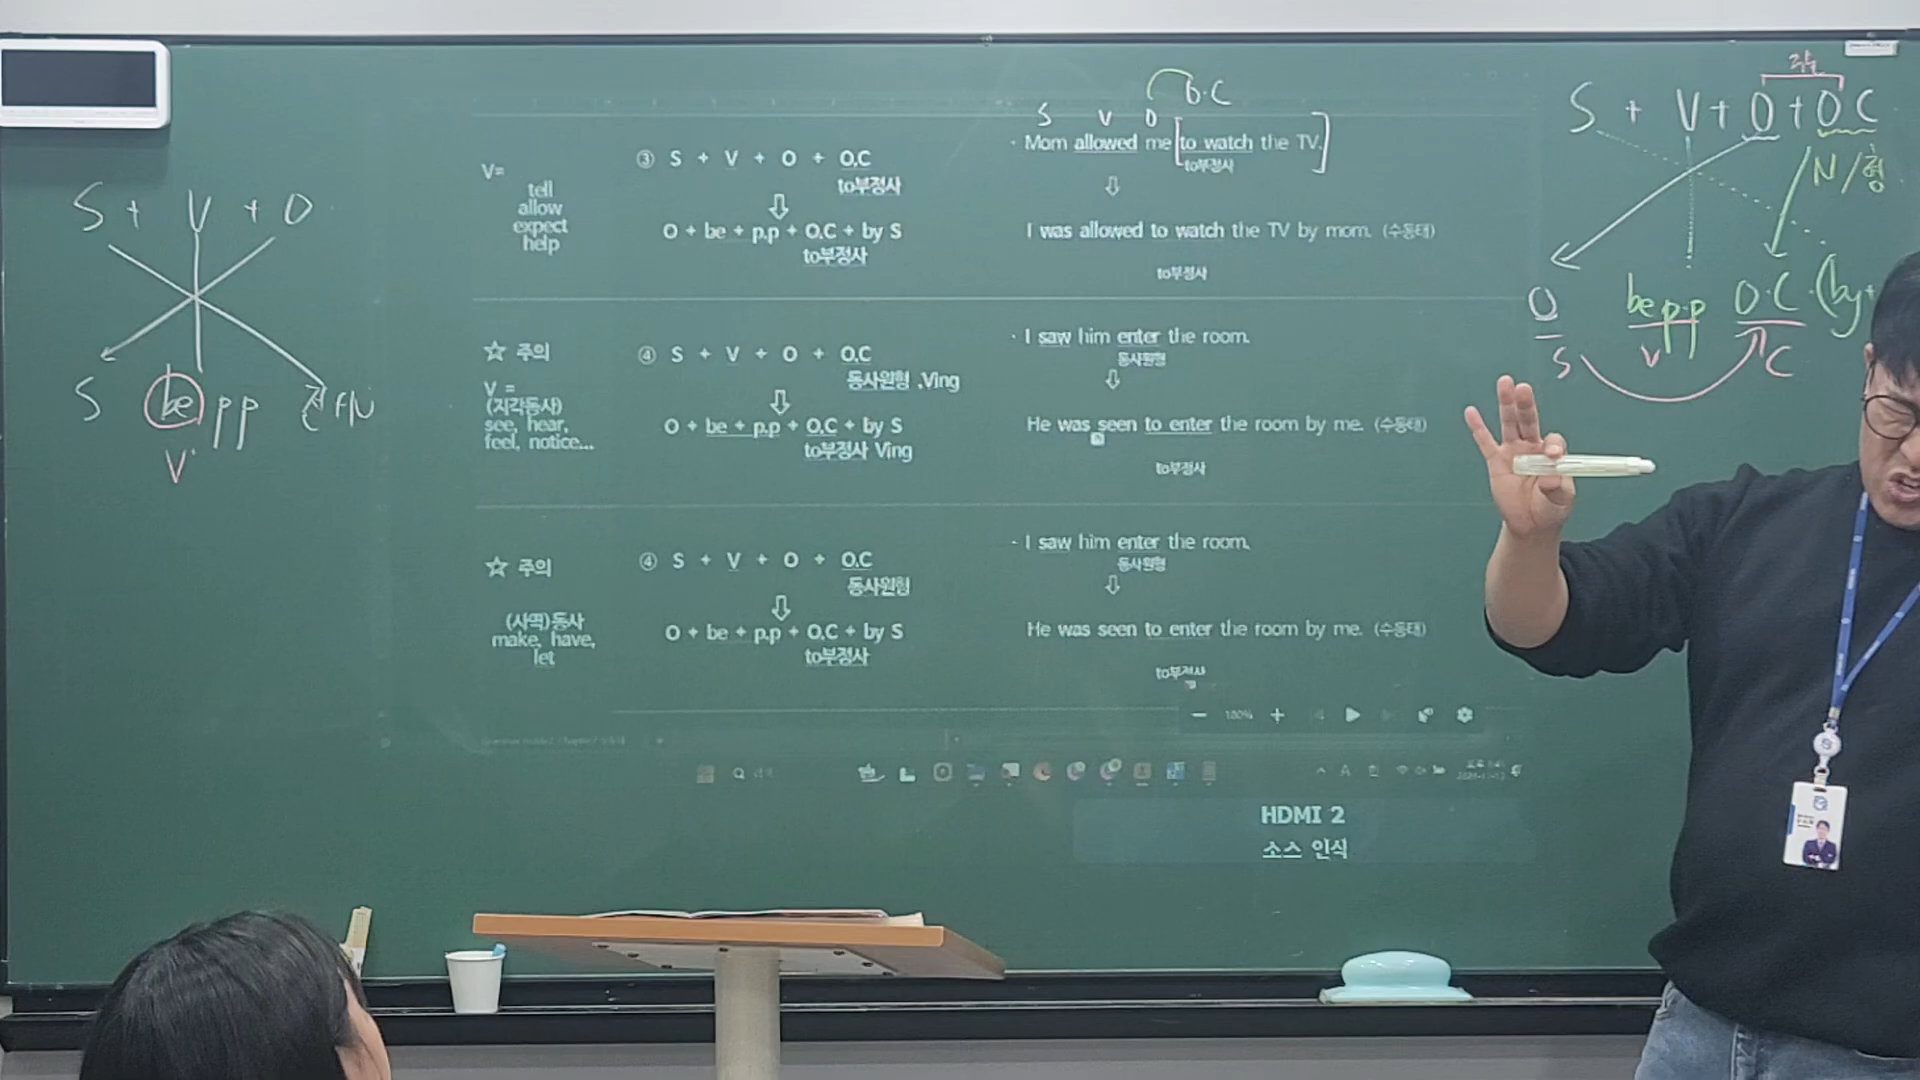 S + V + O
S be pp 전f/N
V
V=
tell
allow
expect
help
③ S + V + O + O.C
to부정사
⇩
O + be + p.p + O.C + by S
to부정사
S V O O·C
· Mom allowed me [to watch the TV.]
to부정사
⇩
I was allowed to watch the TV by mom. (수동태)
to부정사
☆ 주의
V =
(지각동사)
see, hear,
feel, notice...
④ S + V + O + O.C
동사원형 .Ving
⇩
O + be + p.p + O.C + by S
to부정사 Ving
· I saw him enter the room.
동사원형
⇩
He was seen to enter the room by me. (수동태)
to부정사
☆ 주의
(사역)동사
make, have,
let
④ S + V + O + O.C
동사원형
⇩
O + be + p.p + O.C + by S
to부정사
· I saw him enter the room.
동사원형
⇩
He was seen to enter the room by me. (수동태)
to부정사
100%
HDMI 2
소스 인식
S + V + O + O C
N/형
O be p.p O·C (by+
S V C